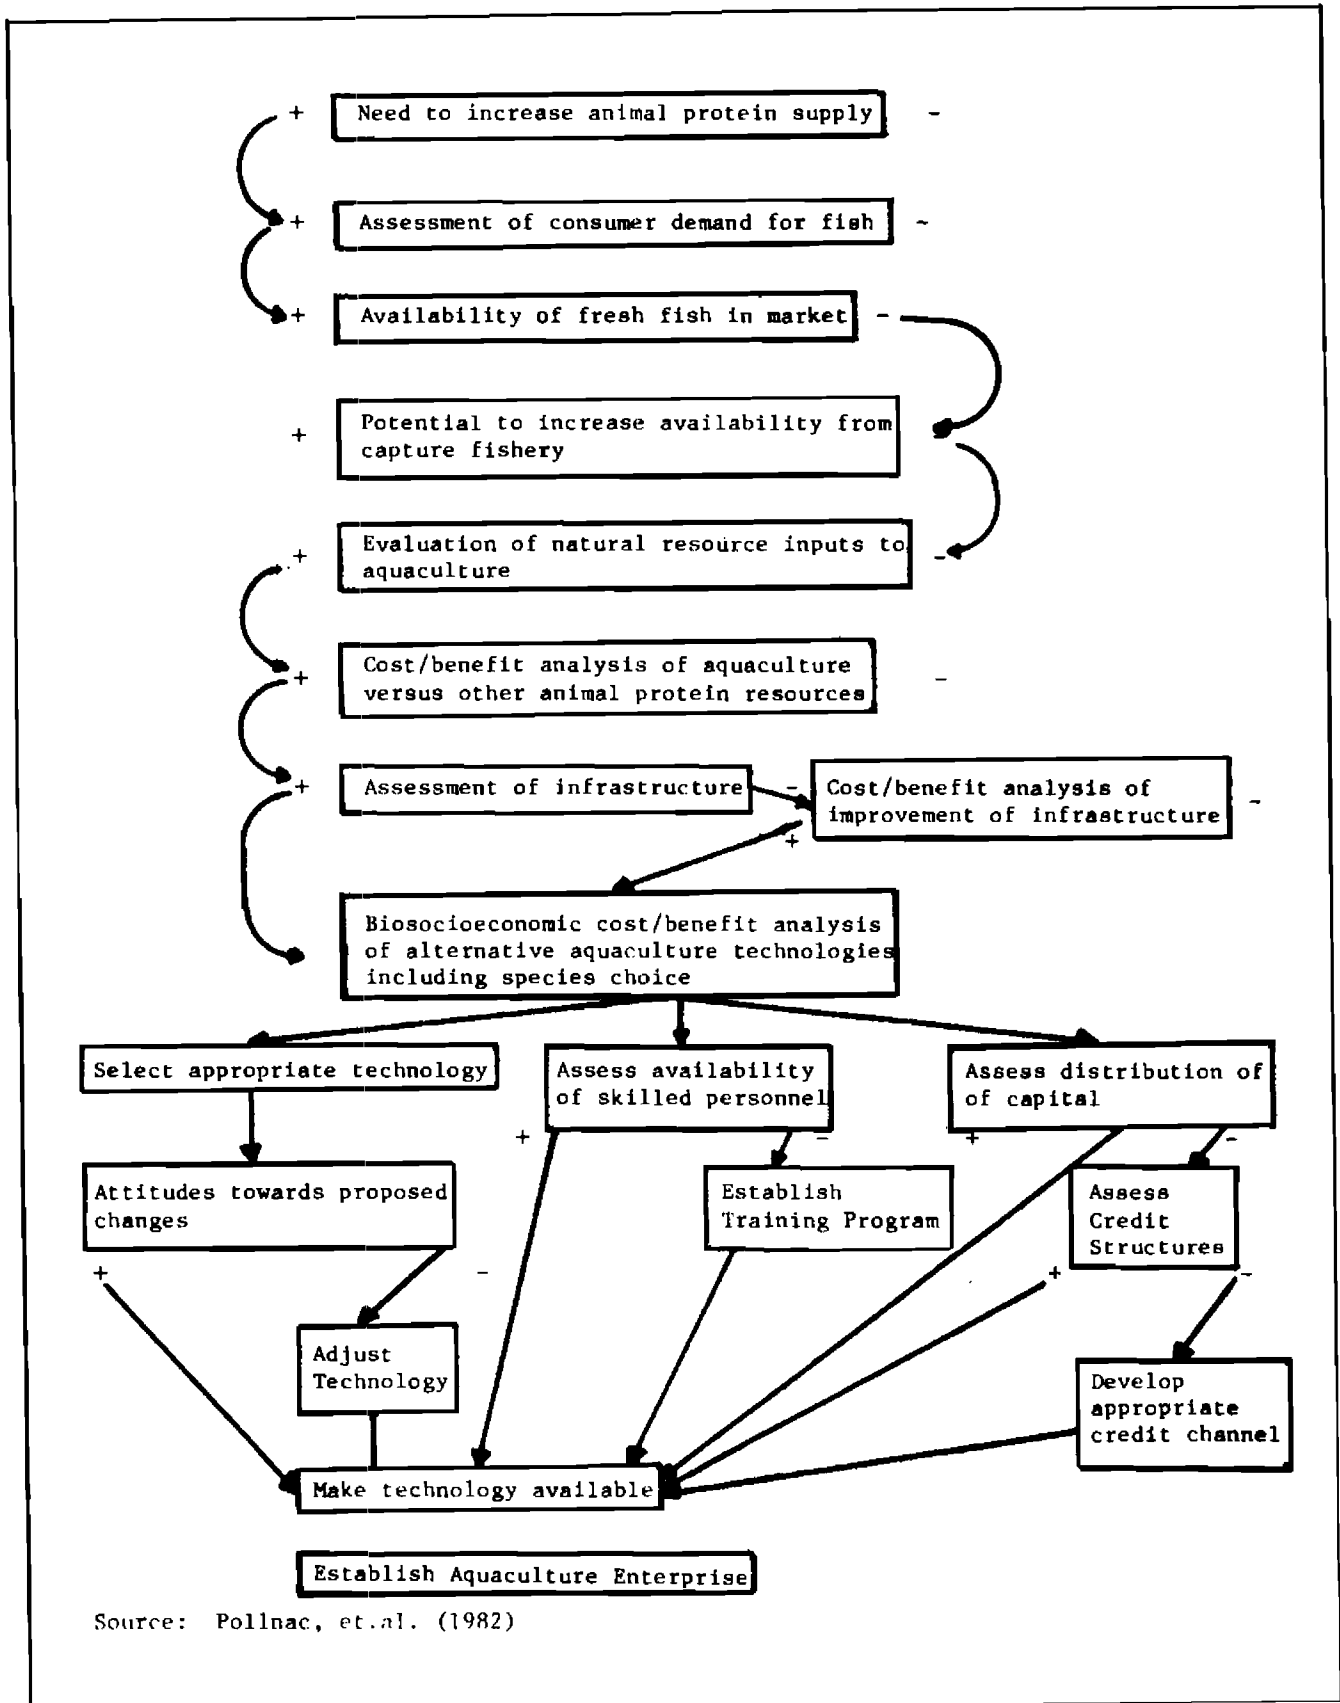 + Need to increase animal protein supply -
+ Assessment of consumer demand for fish -
+ Availability of fresh fish in market -
+ Potential to increase availability from -
capture fishery
+ Evaluation of natural resource inputs to -
aquaculture
+ Cost/benefit analysis of aquaculture -
versus other animal protein resources
+ Assessment of infrastructure -
Cost/benefit analysis of -
improvement of infrastructure
+
Biosocioeconomic cost/benefit analysis
of alternative aquaculture technologies
including species choice
Select appropriate technology
Assess availability
of skilled personnel
+ -
Assess distribution of
of capital
+ -
Attitudes towards proposed
changes
+ -
Establish
Training Program
Assess
Credit
Structures
+ -
Adjust
Technology
Develop
appropriate
credit channel
Make technology available
Establish Aquaculture Enterprise
Source: Pollnac, et.al. (1982)